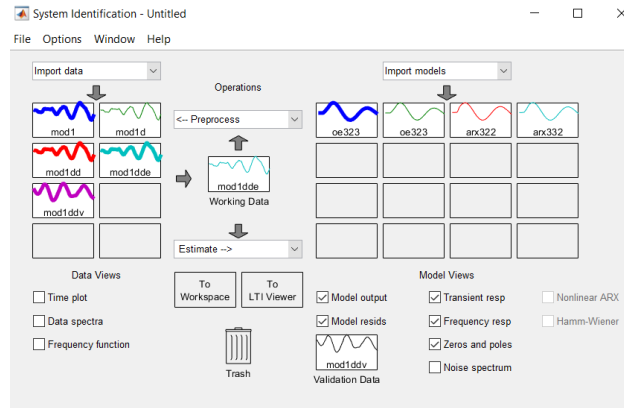 System Identification - Untitled
File Options Window Help
Import data
Operations
Import models
mod1 mod1d
<-- Preprocess
oe323 oe323 arx322 arx332
mod1dd mod1dde
mod1dde
Working Data
mod1ddv
Estimate -->
Data Views
Time plot
Data spectra
Frequency function
To Workspace
To LTI Viewer
Trash
Model Views
Model output Transient resp Nonlinear ARX
Model resids Frequency resp Hamm-Wiener
Zeros and poles
mod1ddv
Noise spectrum
Validation Data